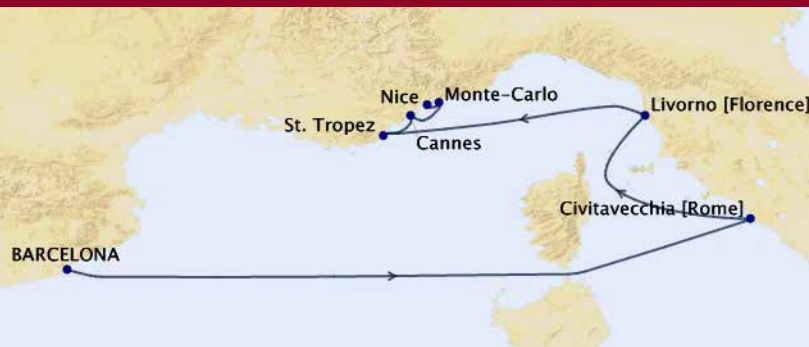 Nice
Monte-Carlo
Livorno [Florence]
St. Tropez
Cannes
Civitavecchia [Rome]
BARCELONA